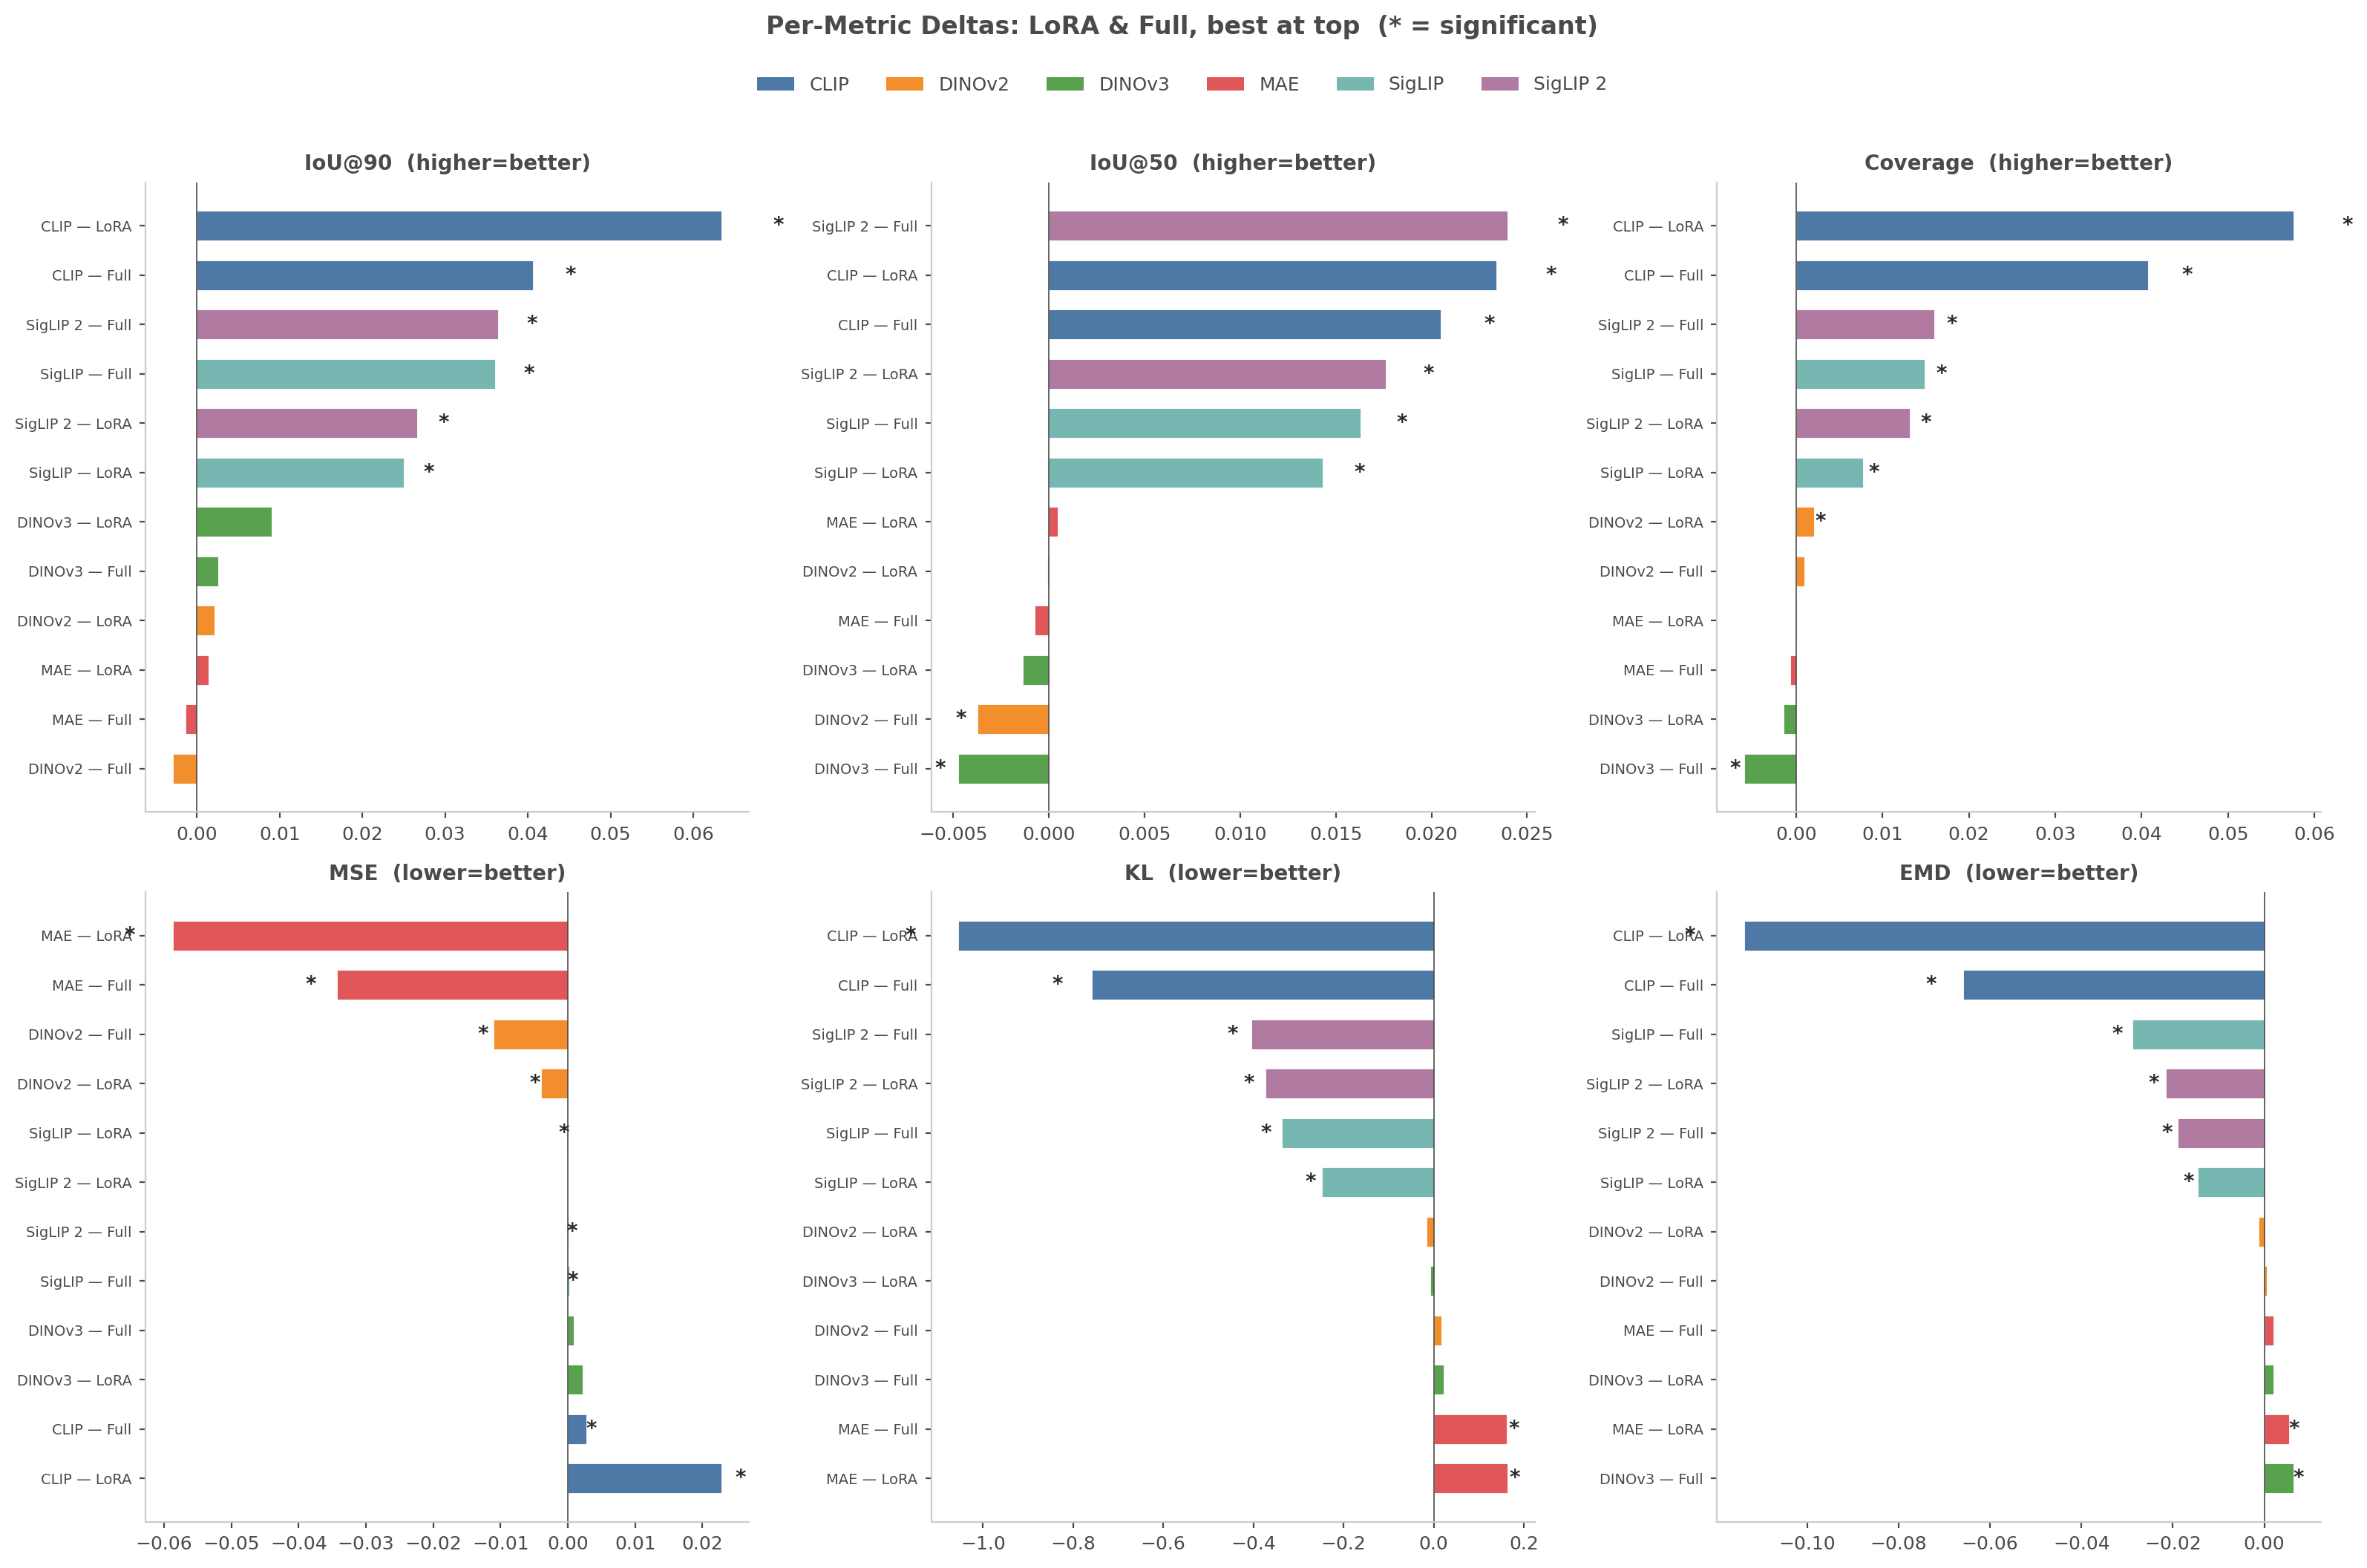 Per-Metric Deltas: LoRA & Full, best at top (* = significant)
CLIP DINOv2 DINOv3 MAE SigLIP SigLIP 2
IoU@90 (higher=better)
CLIP — LoRA *
CLIP — Full *
SigLIP 2 — Full *
SigLIP — Full *
SigLIP 2 — LoRA *
SigLIP — LoRA *
DINOv3 — LoRA
DINOv3 — Full
DINOv2 — LoRA
MAE — LoRA
MAE — Full
DINOv2 — Full
0.00 0.01 0.02 0.03 0.04 0.05 0.06
IoU@50 (higher=better)
SigLIP 2 — Full *
CLIP — LoRA *
CLIP — Full *
SigLIP 2 — LoRA *
SigLIP — Full *
SigLIP — LoRA *
MAE — LoRA
DINOv2 — LoRA
MAE — Full
DINOv3 — LoRA
DINOv2 — Full *
DINOv3 — Full *
−0.005 0.000 0.005 0.010 0.015 0.020 0.025
Coverage (higher=better)
CLIP — LoRA *
CLIP — Full *
SigLIP 2 — Full *
SigLIP — Full *
SigLIP 2 — LoRA *
SigLIP — LoRA *
DINOv2 — LoRA *
DINOv2 — Full
MAE — LoRA
MAE — Full
DINOv3 — LoRA
DINOv3 — Full *
0.00 0.01 0.02 0.03 0.04 0.05 0.06
MSE (lower=better)
MAE — LoRA *
MAE — Full *
DINOv2 — Full *
DINOv2 — LoRA *
SigLIP — LoRA *
SigLIP 2 — LoRA
SigLIP 2 — Full *
SigLIP — Full *
DINOv3 — Full
DINOv3 — LoRA
CLIP — Full *
CLIP — LoRA *
−0.06 −0.05 −0.04 −0.03 −0.02 −0.01 0.00 0.01 0.02
KL (lower=better)
CLIP — LoRA *
CLIP — Full *
SigLIP 2 — Full *
SigLIP 2 — LoRA *
SigLIP — Full *
SigLIP — LoRA *
DINOv2 — LoRA
DINOv3 — LoRA
DINOv2 — Full
DINOv3 — Full
MAE — Full *
MAE — LoRA *
−1.0 −0.8 −0.6 −0.4 −0.2 0.0 0.2
EMD (lower=better)
CLIP — LoRA *
CLIP — Full *
SigLIP — Full *
SigLIP 2 — LoRA *
SigLIP 2 — Full *
SigLIP — LoRA *
DINOv2 — LoRA
DINOv2 — Full
MAE — Full
DINOv3 — LoRA
MAE — LoRA *
DINOv3 — Full *
−0.10 −0.08 −0.06 −0.04 −0.02 0.00